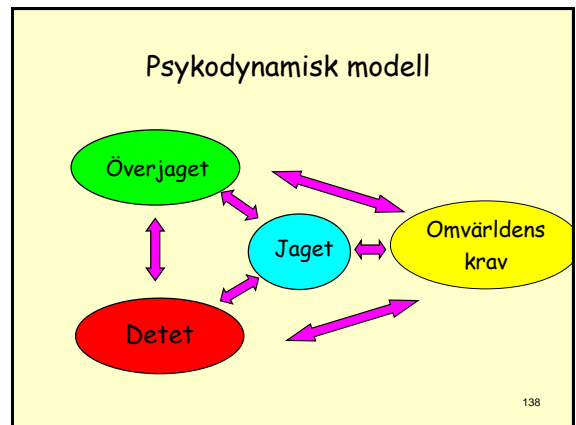 Psykodynamisk modell
Överjaget
Jaget
Omvärldens
krav
Detet
138